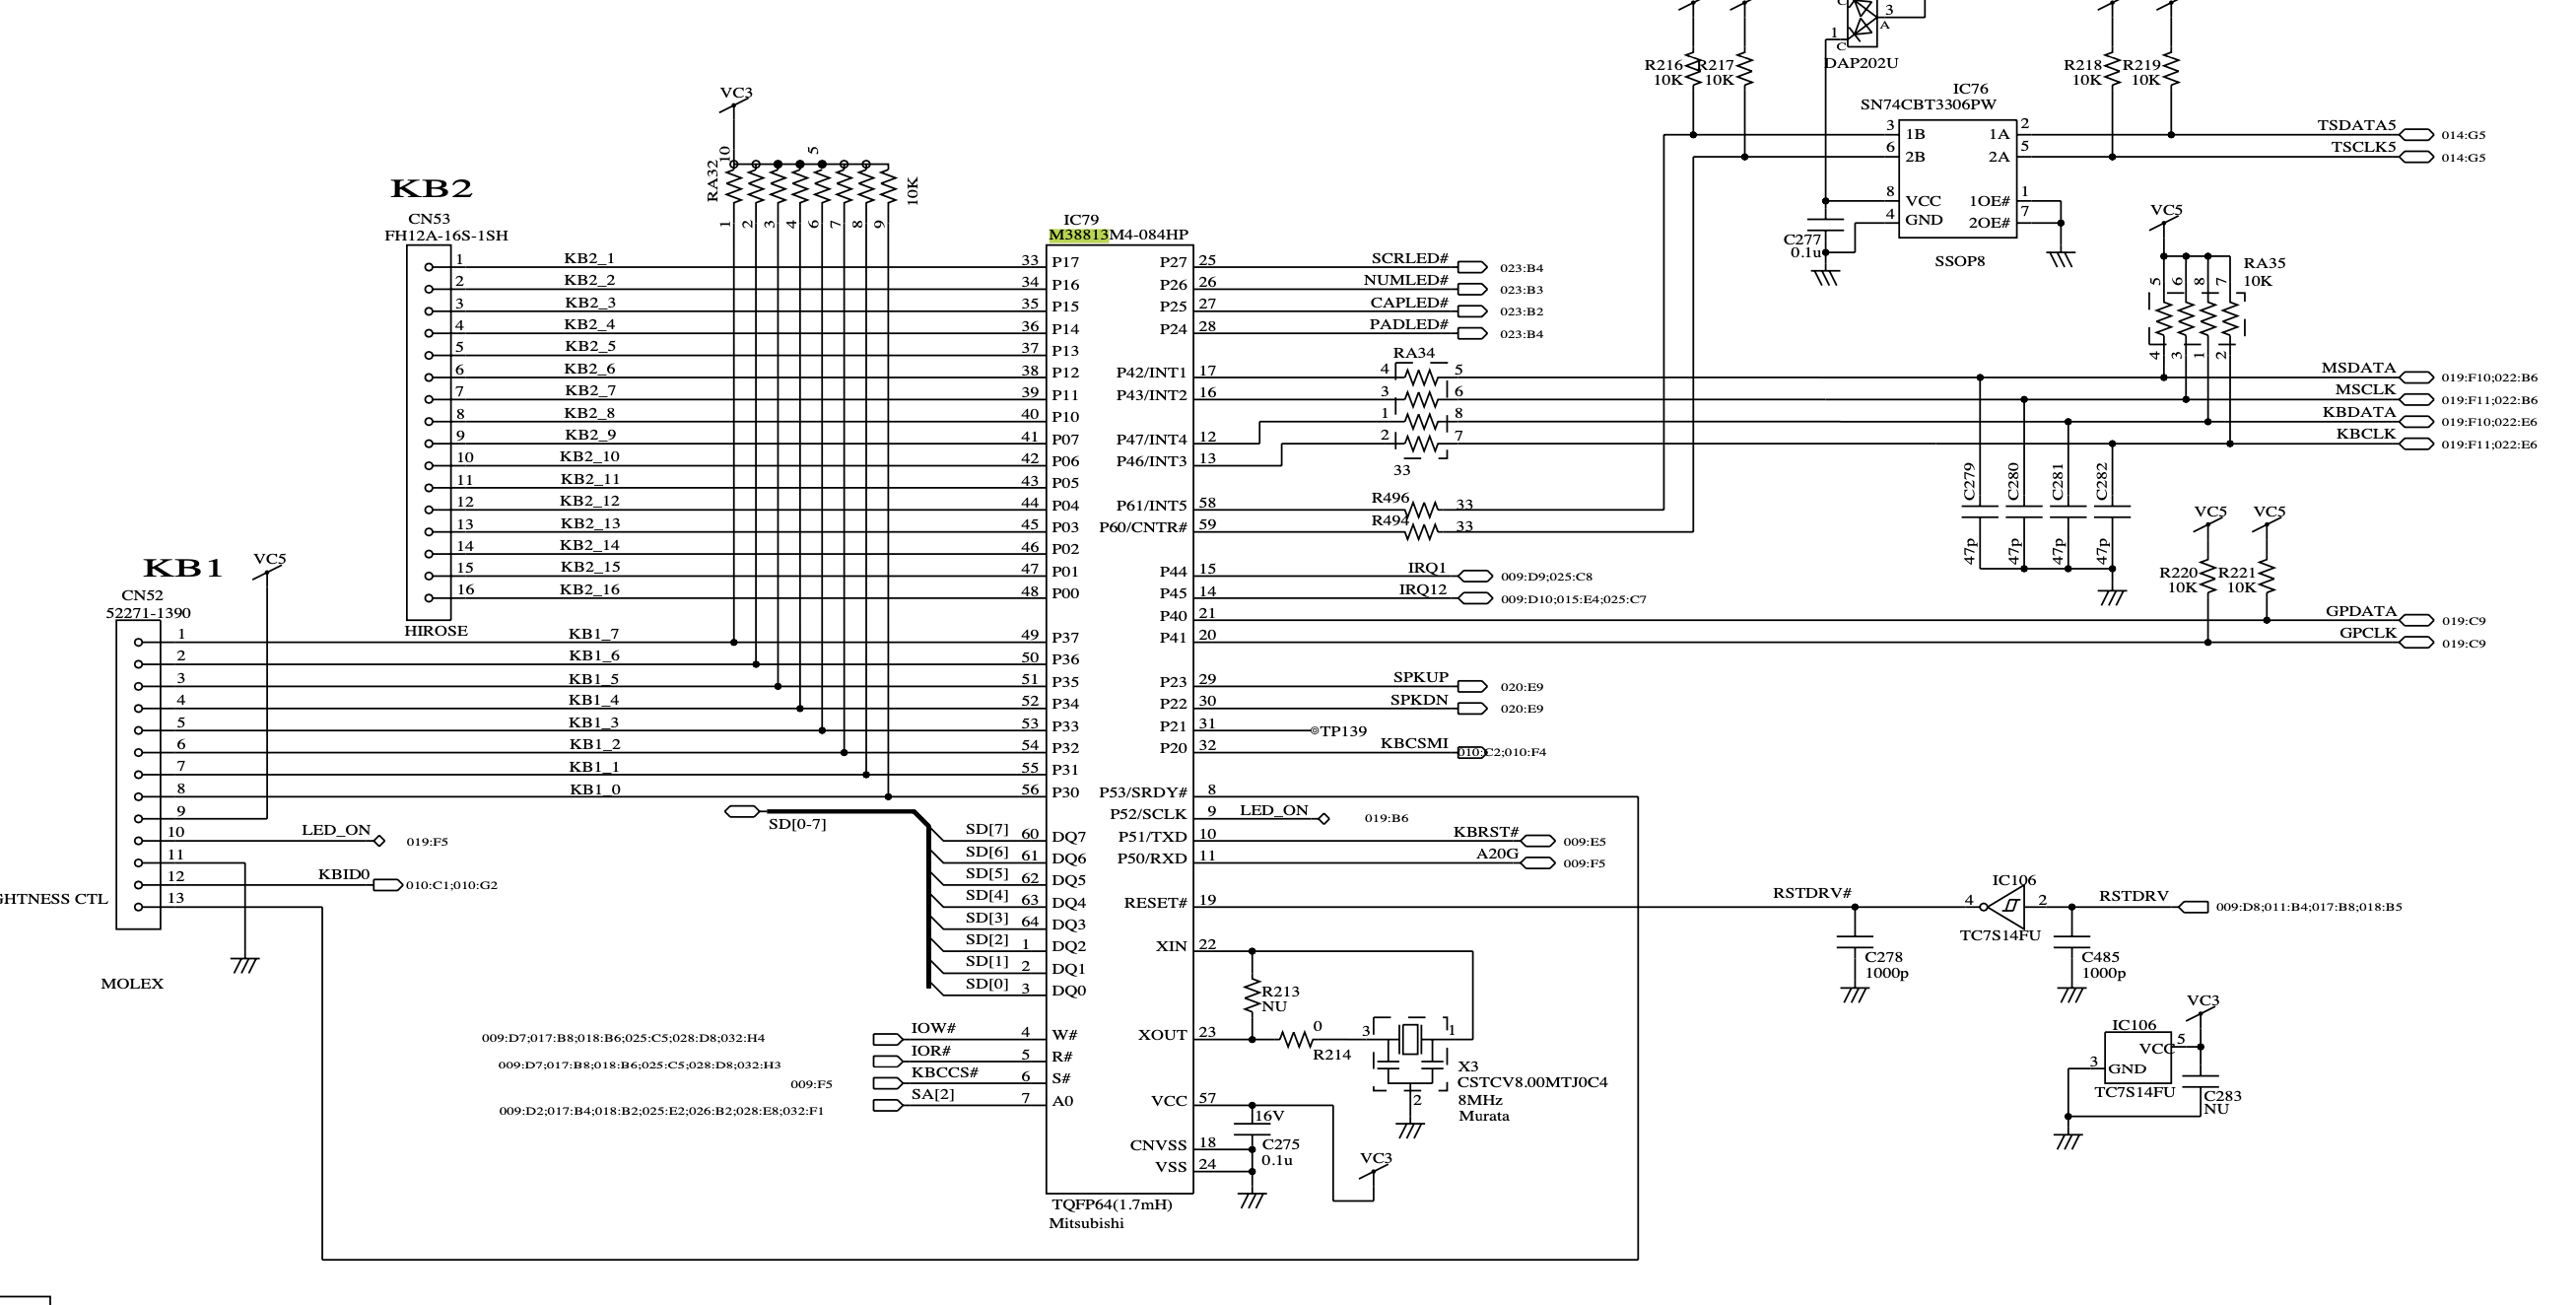 C
3
A
1
C
DAP202U
R216
10K
R217
10K
R218
10K
R219
10K
IC76
SN74CBT3306PW
3 1B 1A 2
6 2B 2A 5
8 VCC 1OE# 1
4 GND 2OE# 7
SSOP8
TSDATA5 014:G5
TSCLK5 014:G5
C277
0.1u
VC3
10
5
RA32
10K
1 2 3 4 6 7 8 9
VC5
RA35
10K
5 6 8 7
4 3 1 2
KB2
CN53
FH12A-16S-1SH
IC79
M38813M4-084HP
1 KB2_1 33 P17
2 KB2_2 34 P16
3 KB2_3 35 P15
4 KB2_4 36 P14
5 KB2_5 37 P13
6 KB2_6 38 P12
7 KB2_7 39 P11
8 KB2_8 40 P10
9 KB2_9 41 P07
10 KB2_10 42 P06
11 KB2_11 43 P05
12 KB2_12 44 P04
13 KB2_13 45 P03
14 KB2_14 46 P02
15 KB2_15 47 P01
16 KB2_16 48 P00
HIROSE
KB1
VC5
CN52
52271-1390
1 KB1_7 49 P37
2 KB1_6 50 P36
3 KB1_5 51 P35
4 KB1_4 52 P34
5 KB1_3 53 P33
6 KB1_2 54 P32
7 KB1_1 55 P31
8 KB1_0 56 P30
9
10 LED_ON 019:F5
11
12 KBID0 010:C1;010:G2
GHTNESS CTL 13
MOLEX
SD[0-7]
SD[7] 60 DQ7
SD[6] 61 DQ6
SD[5] 62 DQ5
SD[4] 63 DQ4
SD[3] 64 DQ3
SD[2] 1 DQ2
SD[1] 2 DQ1
SD[0] 3 DQ0
009:D7;017:B8;018:B6;025:C5;028:D8;032:H4 IOW# 4 W#
009:D7;017:B8;018:B6;025:C5;028:D8;032:H3 IOR# 5 R#
009:F5 KBCCS# 6 S#
009:D2;017:B4;018:B2;025:E2;026:B2;028:E8;032:F1 SA[2] 7 A0
P27 25 SCRLED# 023:B4
P26 26 NUMLED# 023:B3
P25 27 CAPLED# 023:B2
P24 28 PADLED# 023:B4
RA34
P42/INT1 17 4 5 MSDATA 019:F10;022:B6
P43/INT2 16 3 6 MSCLK 019:F11;022:B6
P47/INT4 12 1 8 KBDATA 019:F10;022:E6
P46/INT3 13 2 7 KBCLK 019:F11;022:E6
33
P61/INT5 58 R496 33
P60/CNTR# 59 R494 33
C279 C280 C281 C282
47p 47p 47p 47p
VC5 VC5
R220
10K
R221
10K
P44 15 IRQ1 009:D9;025:C8
P45 14 IRQ12 009:D10;015:E4;025:C7
P40 21 GPDATA 019:C9
P41 20 GPCLK 019:C9
P23 29 SPKUP 020:E9
P22 30 SPKDN 020:E9
P21 31 TP139
P20 32 KBCSMI 010:C2;010:F4
P53/SRDY# 8
P52/SCLK 9 LED_ON 019:B6
P51/TXD 10 KBRST# 009:E5
P50/RXD 11 A20G 009:F5
RESET# 19 RSTDRV# 4 IC106 2 RSTDRV 009:D8;011:B4;017:B8;018:B5
TC7S14FU
C278
1000p
C485
1000p
XIN 22
R213
NU
XOUT 23 0 3 1
R214
X3
CSTCV8.00MTJ0C4
8MHz
Murata
2
VCC 57 16V
CNVSS 18 C275
0.1u
VSS 24
VC3
TQFP64(1.7mH)
Mitsubishi
VC3
IC106
VCC 5
3 GND
TC7S14FU
C283
NU